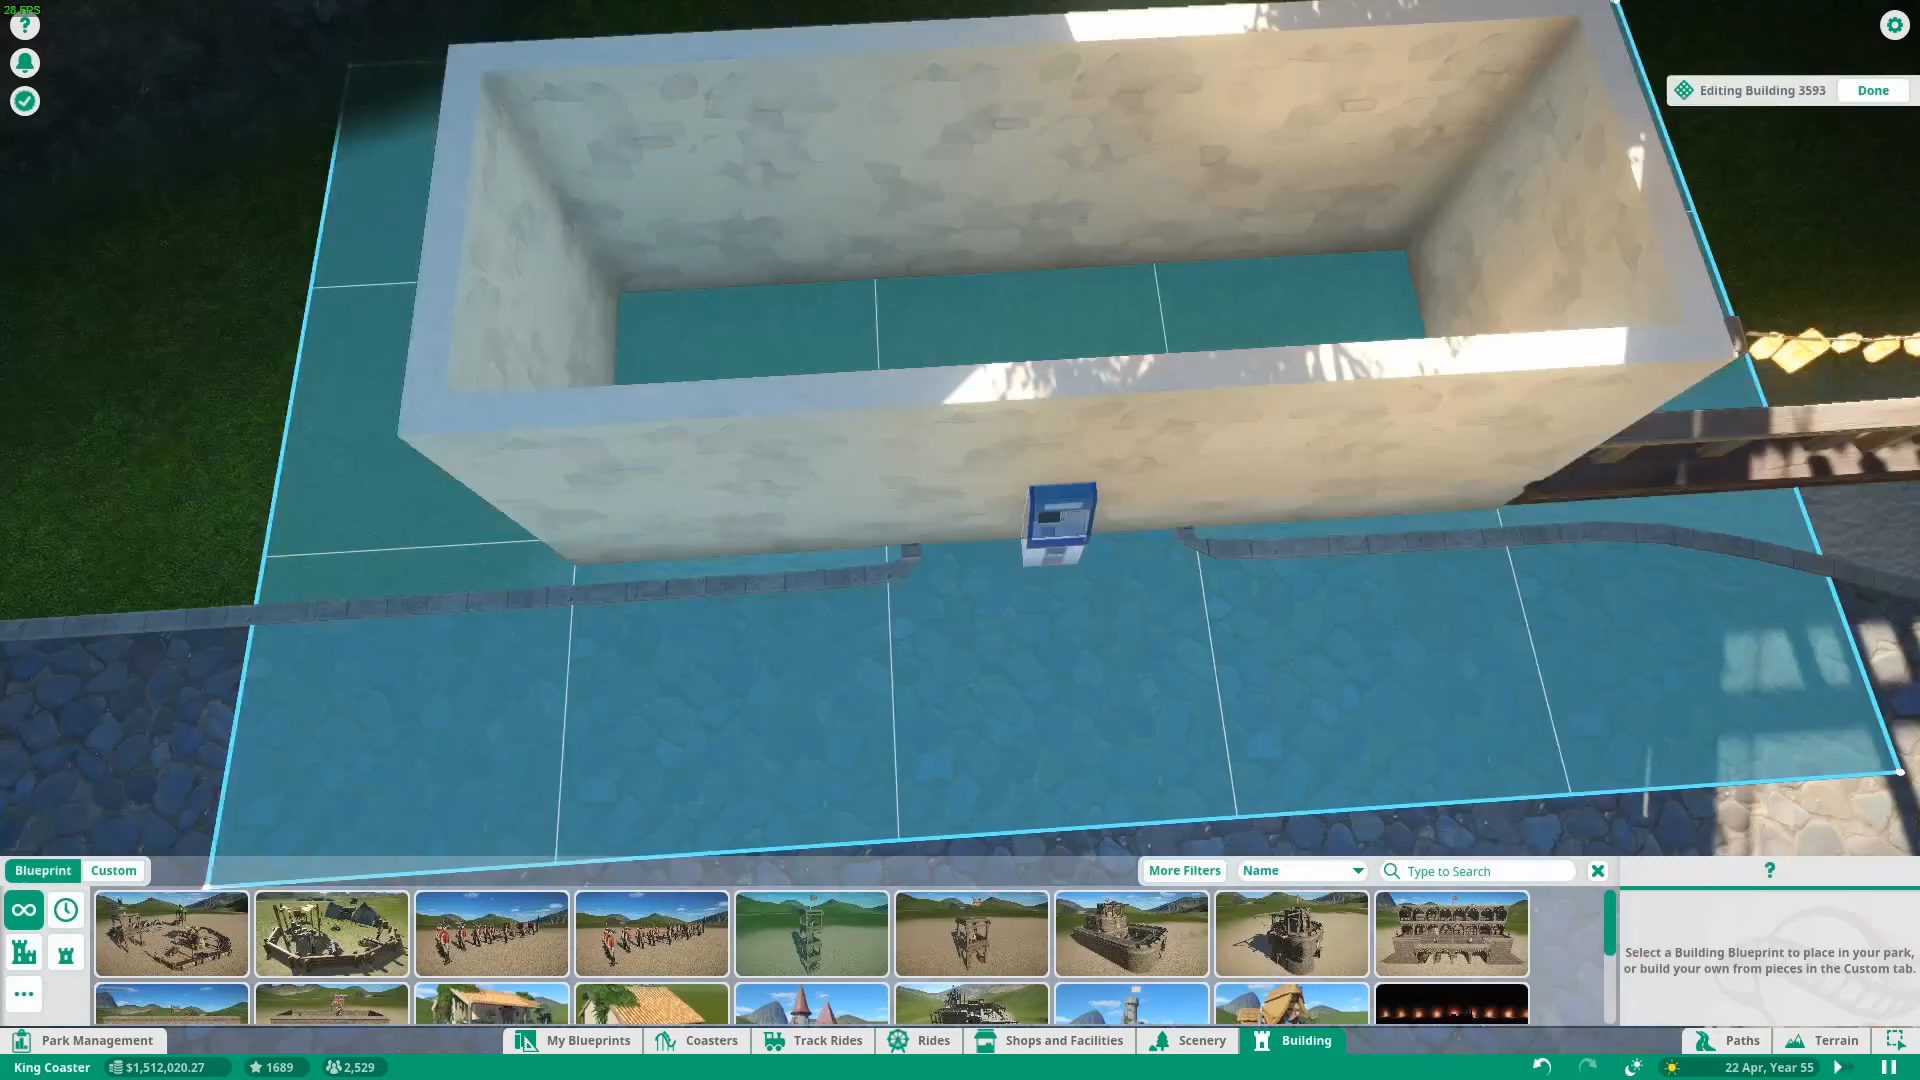 28 FPS
?
Editing Building 3593
Done
Blueprint
Custom
More Filters
Name
Type to Search
?
Select a Building Blueprint to place in your park,
or build your own from pieces in the Custom tab.
Park Management
My Blueprints
Coasters
Track Rides
Rides
Shops and Facilities
Scenery
Building
Paths
Terrain
King Coaster
$1,512,020.27
1689
2,529
22 Apr, Year 55